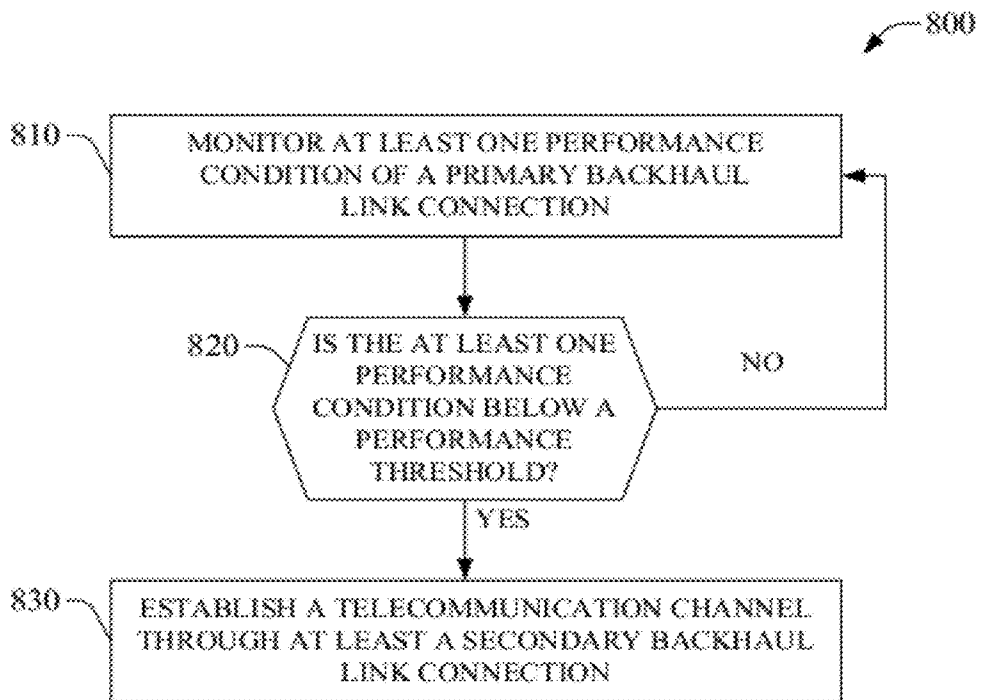 800
810
MONITOR AT LEAST ONE PERFORMANCE
CONDITION OF A PRIMARY BACKHAUL
LINK CONNECTION
820
IS THE AT LEAST ONE
PERFORMANCE
CONDITION BELOW A
PERFORMANCE
THRESHOLD?
NO
YES
830
ESTABLISH A TELECOMMUNICATION CHANNEL
THROUGH AT LEAST A SECONDARY BACKHAUL
LINK CONNECTION